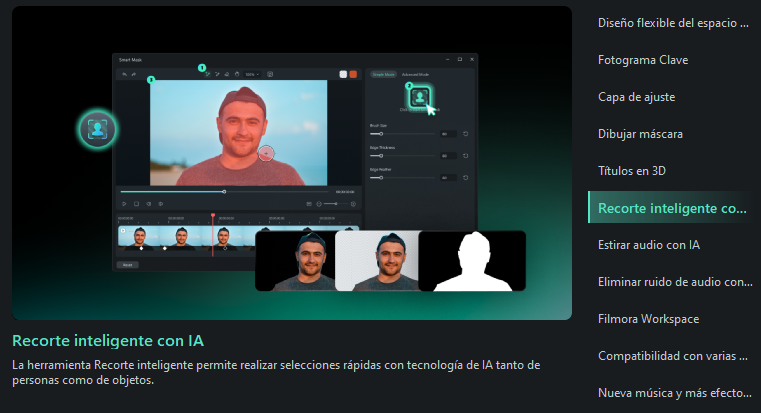 Smart Mask
Simple Mode
Advanced Mode
Brush Size
Edge Thickness
Edge Feather
Reset
Recorte inteligente con IA
La herramienta Recorte inteligente permite realizar selecciones rápidas con tecnología de IA tanto de
personas como de objetos.
Diseño flexible del espacio ...
Fotograma Clave
Capa de ajuste
Dibujar máscara
Títulos en 3D
Recorte inteligente co...
Estirar audio con IA
Eliminar ruido de audio con...
Filmora Workspace
Compatibilidad con varias ...
Nueva música y más efecto...